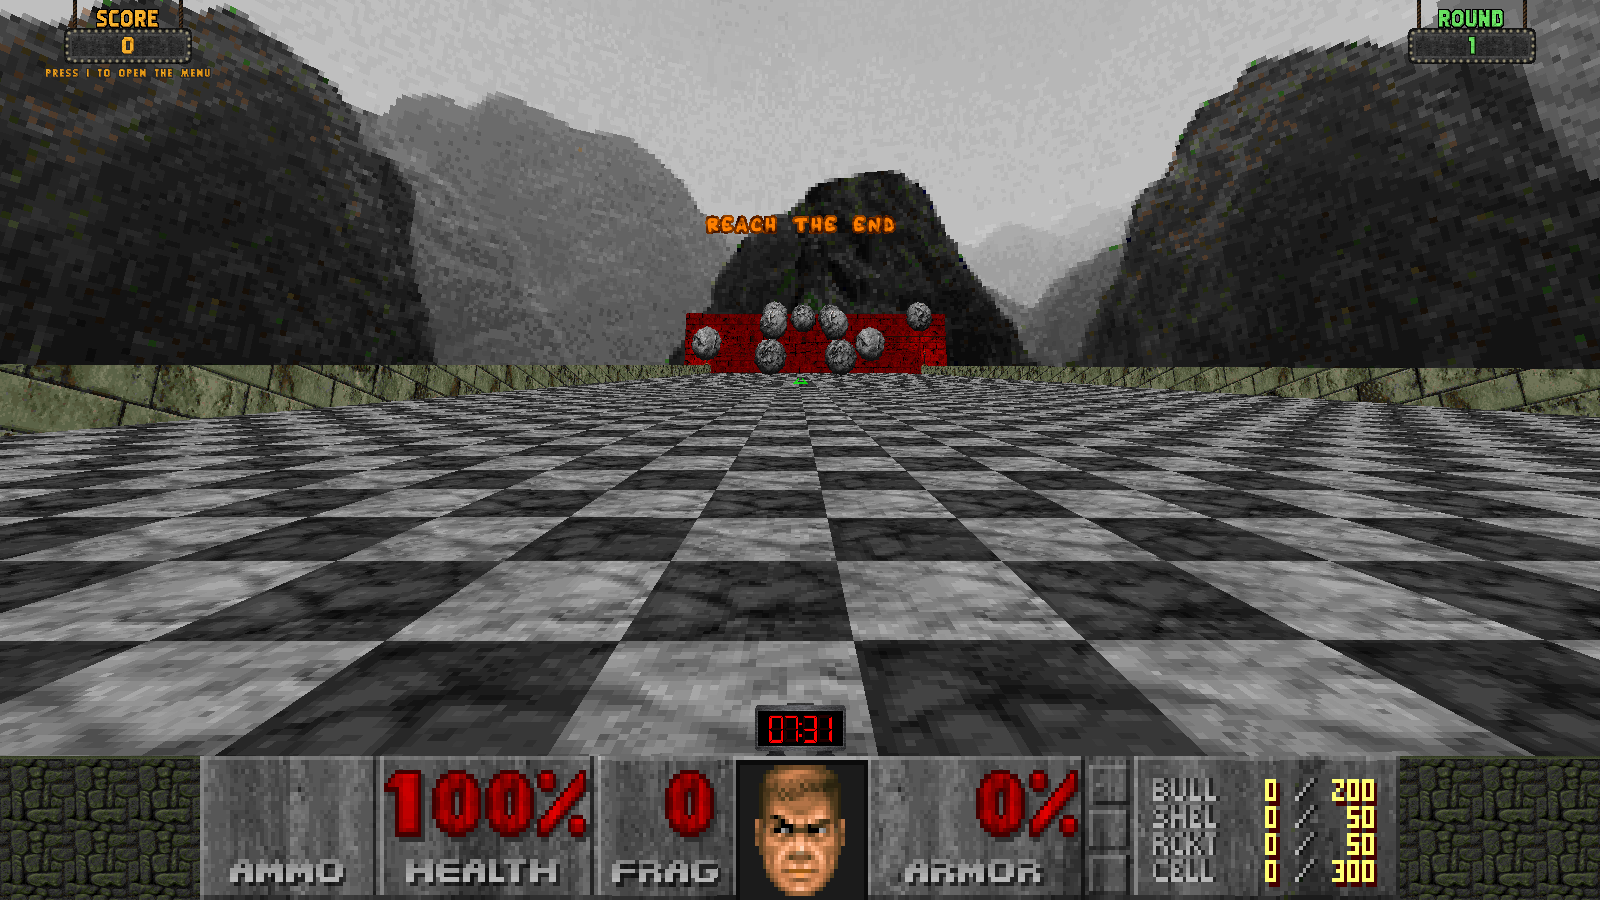 SCORE
0
PRESS I TO OPEN THE MENU
ROUND
1
REACH THE END
07:31
100%
0
0%
AMMO
HEALTH
FRAG
ARMOR
BULL 0 / 200
SHEL 0 / 50
RCKT 0 / 50
CELL 0 / 300